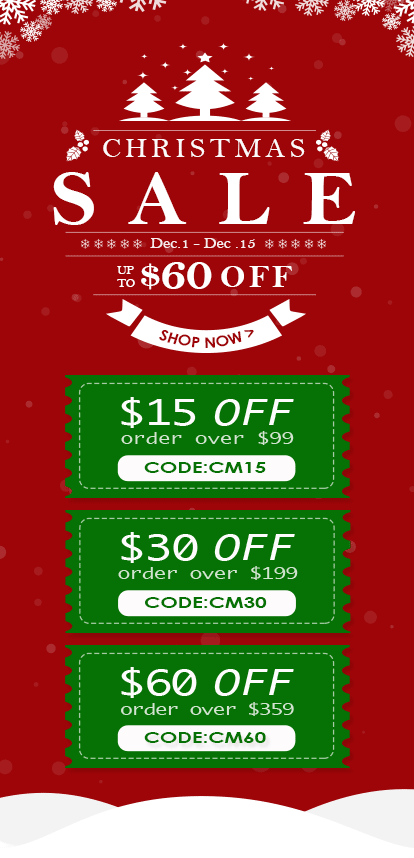 CHRISTMAS
SALE
Dec.1 - Dec .15
UP TO $60 OFF
SHOP NOW >
$15 OFF
order over $99
CODE:CM15
$30 OFF
order over $199
CODE:CM30
$60 OFF
order over $359
CODE:CM60